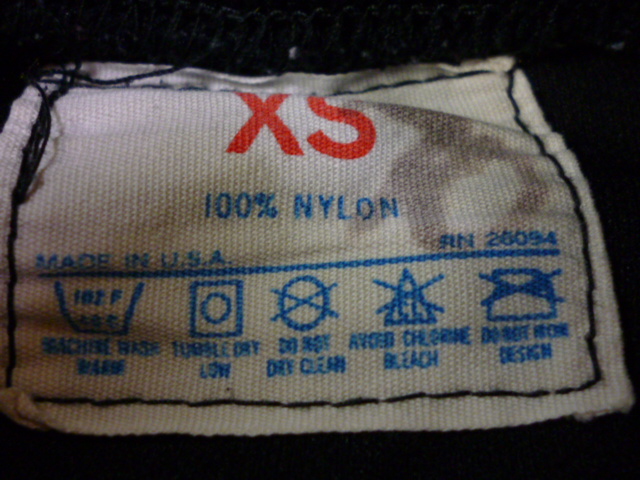 XS
100% NYLON
RN 26094
MADE IN U.S.A.
102 F
MACHINE WASH WARM
TUMBLE DRY LOW
DO NOT DRY CLEAN
AVOID CHLORINE BLEACH
DO NOT IRON DESIGN